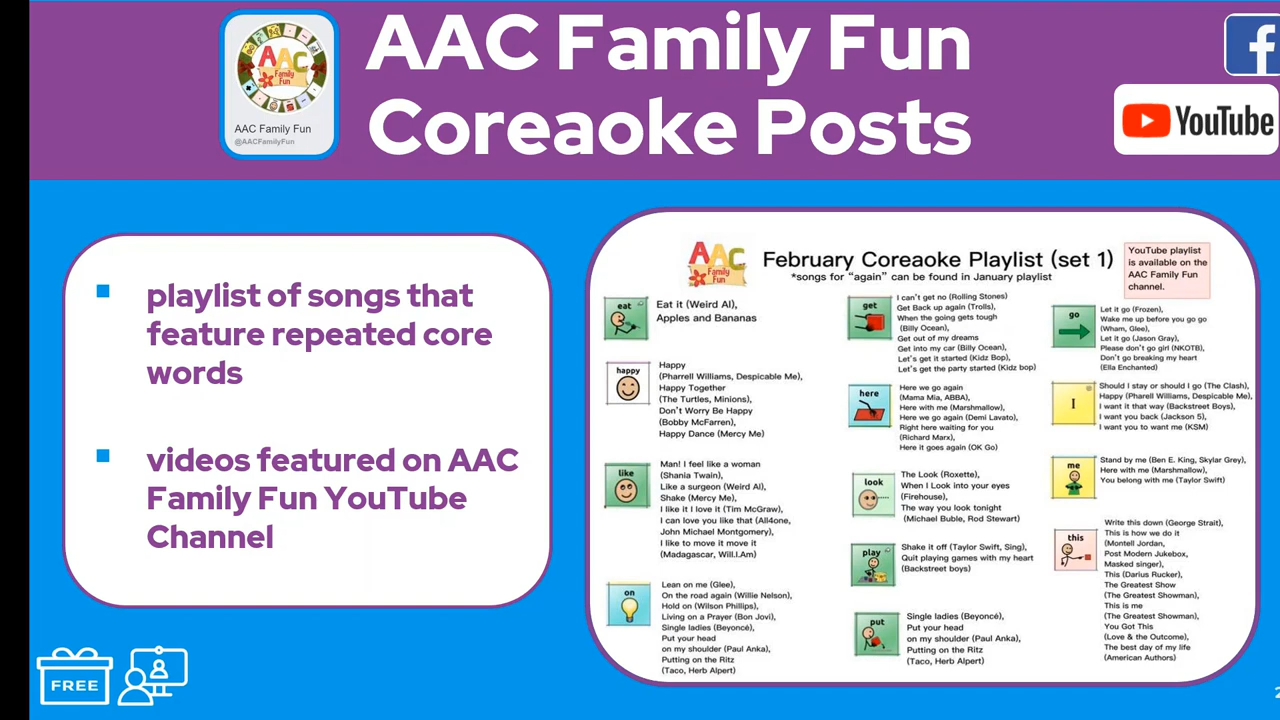 AAC Family Fun
Coreaoke Posts
AAC
Family
Fun
AAC Family Fun
@AACFamilyFun
f
YouTube
playlist of songs that
feature repeated core
words
videos featured on AAC
Family Fun YouTube
Channel
FREE
AAC
Family
Fun
February Coreaoke Playlist (set 1)
*songs for "again" can be found in January playlist
YouTube playlist
is available on the
AAC Family Fun
channel.
eat
Eat it (Weird Al),
Apples and Bananas
happy
Happy
(Pharrell Williams, Despicable Me),
Happy Together
(The Turtles, Minions),
Don't Worry Be Happy
(Bobby McFarren),
Happy Dance (Mercy Me)
like
Man! I feel like a woman
(Shania Twain),
Like a surgeon (Weird Al),
Shake (Mercy Me),
I like it I love it (Tim McGraw),
I can love you like that (All4one,
John Michael Montgomery),
I like to move it move it
(Madagascar, Will.I.Am)
on
Lean on me (Glee),
On the road again (Willie Nelson),
Hold on (Wilson Phillips),
Living on a Prayer (Bon Jovi),
Single ladies (Beyoncé),
Put your head
on my shoulder (Paul Anka),
Putting on the Ritz
(Taco, Herb Alpert)
get
I can't get no (Rolling Stones)
Get Back up again (Trolls),
When the going gets tough
(Billy Ocean),
Get out of my dreams
Get into my car (Billy Ocean),
Let's get it started (Kidz Bop),
Let's get the party started (Kidz bop)
here
Here we go again
(Mama Mia, ABBA),
Here with me (Marshmallow),
Here we go again (Demi Lavato),
Right here waiting for you
(Richard Marx),
Here it goes again (OK Go)
look
The Look (Roxette),
When I Look into your eyes
(Firehouse),
The way you look tonight
(Michael Buble, Rod Stewart)
play
Shake it off (Taylor Swift, Sing),
Quit playing games with my heart
(Backstreet boys)
put
Single ladies (Beyoncé),
Put your head
on my shoulder (Paul Anka),
Putting on the Ritz
(Taco, Herb Alpert)
go
Let it go (Frozen),
Wake me up before you go go
(Wham, Glee),
Let it go (Jason Gray),
Please don't go girl (NKOTB),
Don't go breaking my heart
(Ella Enchanted)
I
Should I stay or should I go (The Clash),
Happy (Pharell Williams, Despicable Me),
I want it that way (Backstreet Boys),
I want you back (Jackson 5),
I want you to want me (KSM)
me
Stand by me (Ben E. King, Skylar Grey),
Here with me (Marshmallow),
You belong with me (Taylor Swift)
this
Write this down (George Strait),
This is how we do it
(Montell Jordan,
Post Modern Jukebox,
Masked singer),
This (Darius Rucker),
The Greatest Show
(The Greatest Showman),
This is me
(The Greatest Showman),
You Got This
(Love & the Outcome),
The best day of my life
(American Authors)